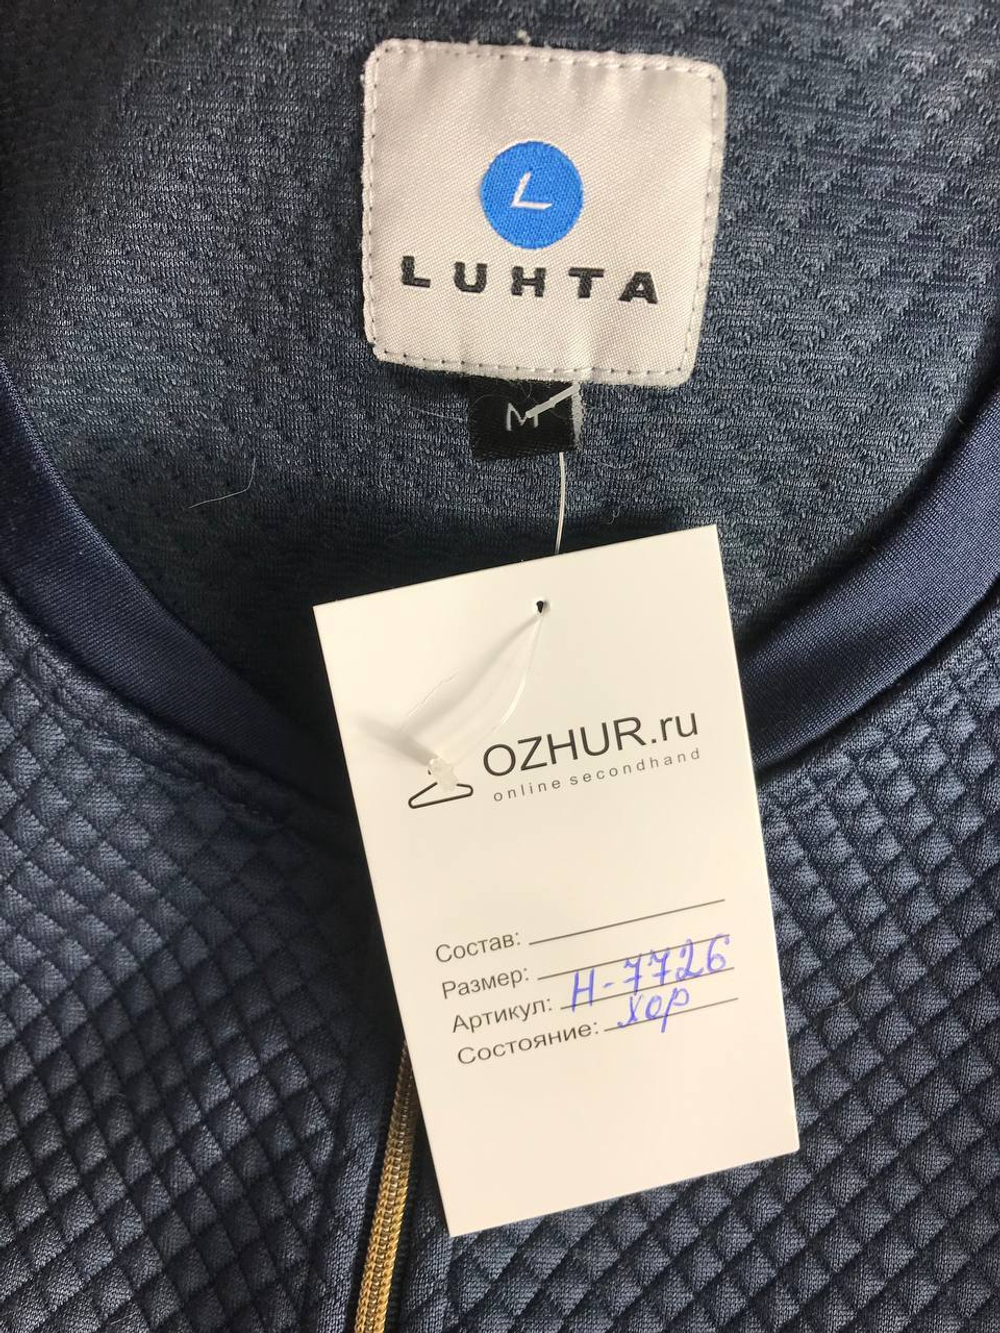 L
LUHTA
M
OZHUR.ru
online secondhand
Состав:
Размер:
Артикул: Н-7726
Состояние: хор